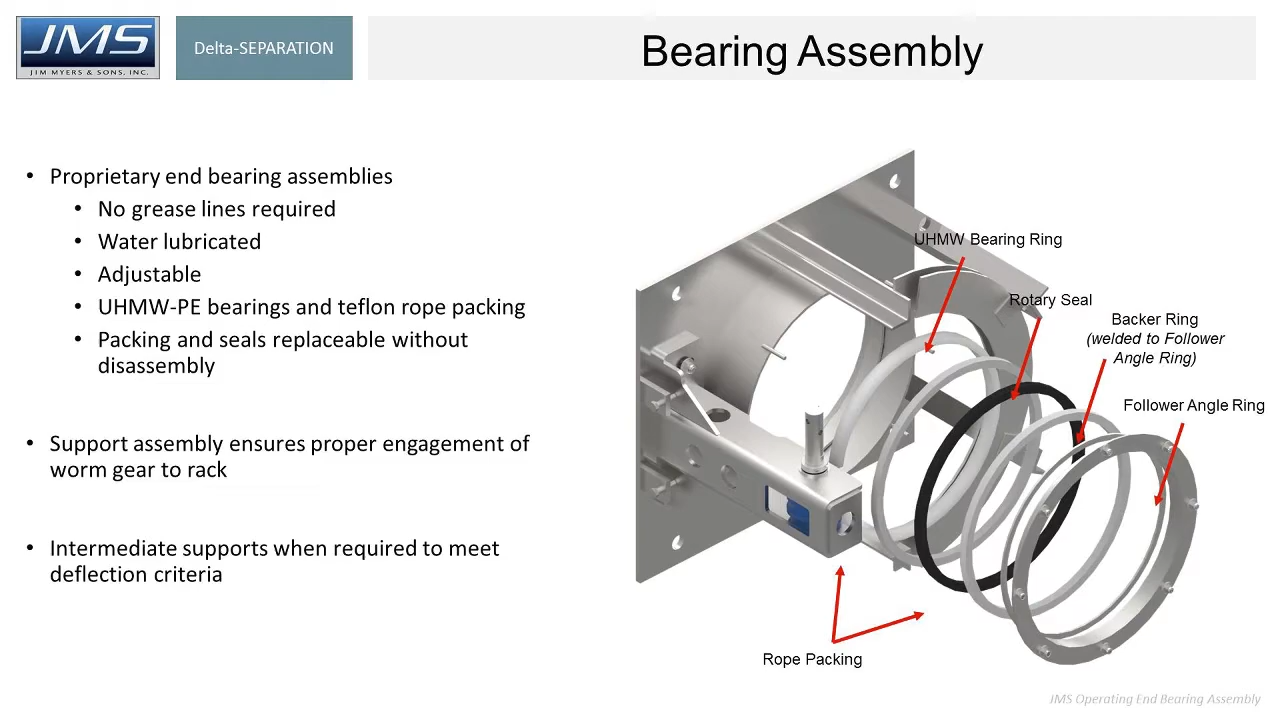 JMS
JIM MYERS & SONS, INC.
Delta-SEPARATION
Bearing Assembly
• Proprietary end bearing assemblies
• No grease lines required
• Water lubricated
• Adjustable
• UHMW-PE bearings and teflon rope packing
• Packing and seals replaceable without
disassembly
• Support assembly ensures proper engagement of
worm gear to rack
• Intermediate supports when required to meet
deflection criteria
UHMW Bearing Ring
Rotary Seal
Backer Ring
(welded to Follower
Angle Ring)
Follower Angle Ring
Rope Packing
JMS Operating End Bearing Assembly